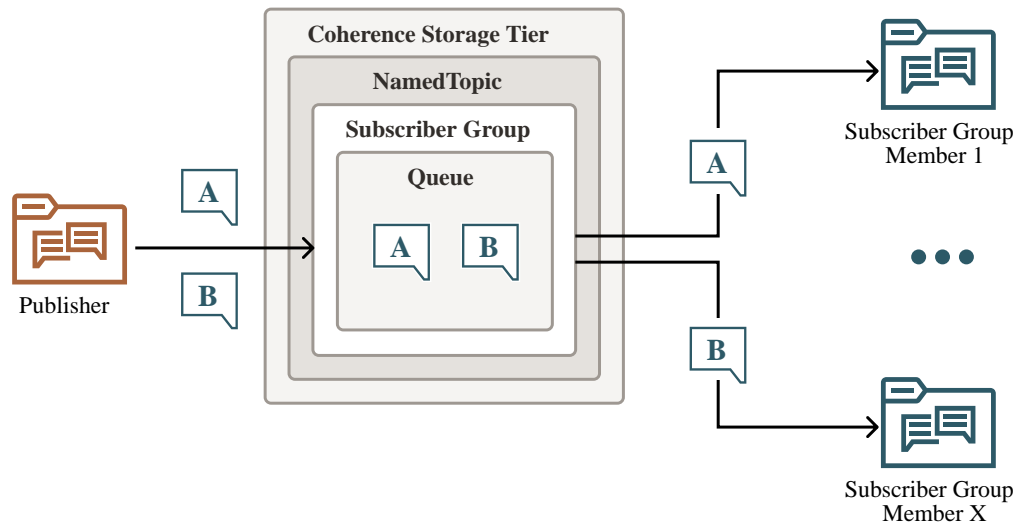 Coherence Storage Tier
NamedTopic
Subscriber Group
Queue
A
B
A
B
Publisher
A
B
Subscriber Group
Member 1
Subscriber Group
Member X